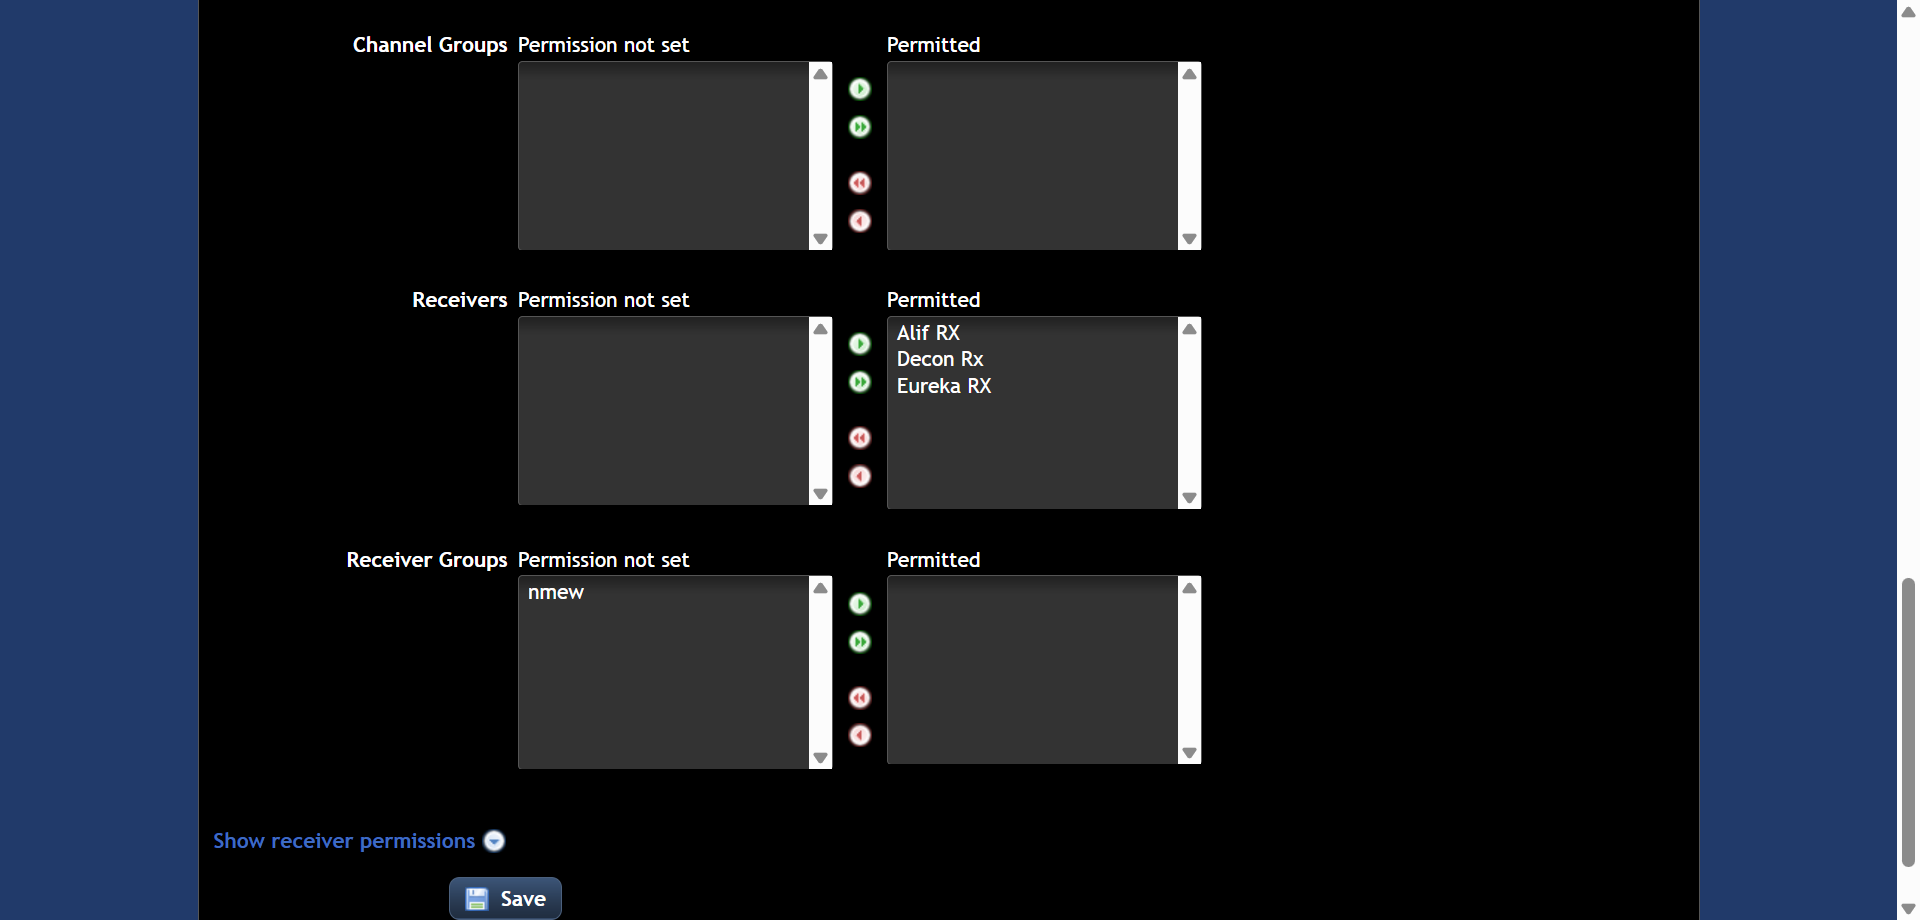 Channel Groups Permission not set Permitted
Receivers Permission not set Permitted
Alif RX
Decon Rx
Eureka RX
Receiver Groups Permission not set Permitted
nmew
Show receiver permissions
Save